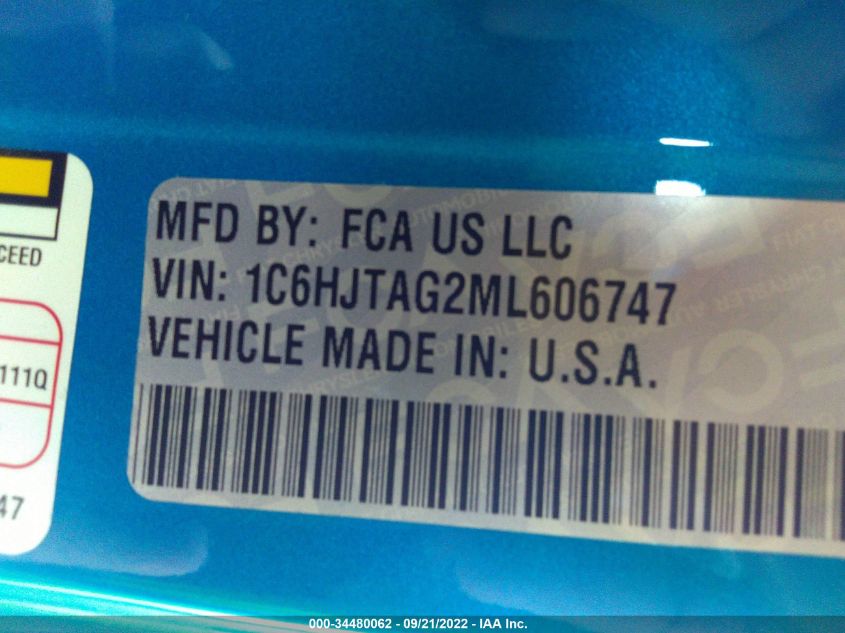 CEED
111Q
47
MFD BY: FCA US LLC
VIN: 1C6HJTAG2ML606747
VEHICLE MADE IN: U.S.A.
000-34480062 - 09/21/2022 - IAA Inc.